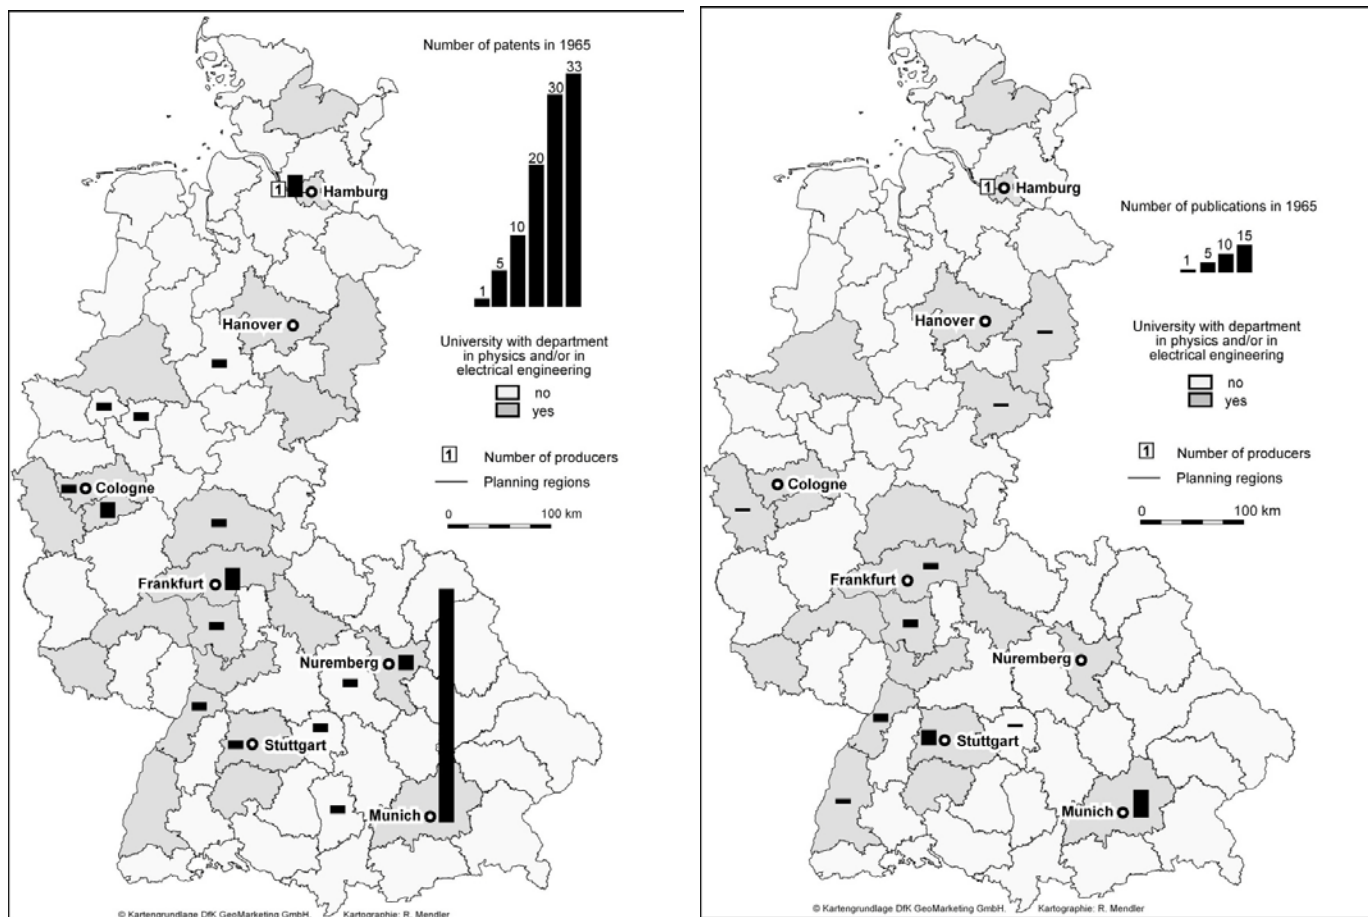 Number of patents in 1965
33
30
20
10
5
1
1
Hamburg
Hanover
University with department
in physics and/or in
electrical engineering
no
yes
1 Number of producers
Cologne
Planning regions
0 100 km
Frankfurt
Nuremberg
Stuttgart
Munich
© Kartengrundlage DfK GeoMarketing GmbH. Kartographie: R. Mendler
1
Hamburg
Number of publications in 1965
15
10
5
1
Hanover
University with department
in physics and/or in
electrical engineering
no
yes
1 Number of producers
Cologne
Planning regions
0 100 km
Frankfurt
Nuremberg
Stuttgart
Munich
© Kartengrundlage DfK GeoMarketing GmbH. Kartographie: R. Mendler